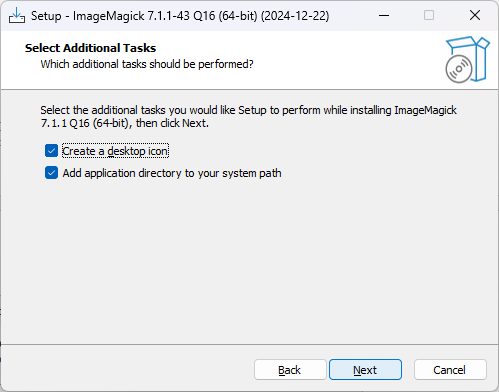 Setup - ImageMagick 7.1.1-43 Q16 (64-bit) (2024-12-22)
Select Additional Tasks
Which additional tasks should be performed?
Select the additional tasks you would like Setup to perform while installing ImageMagick
7.1.1 Q16 (64-bit), then click Next.
Create a desktop icon
Add application directory to your system path
Back Next Cancel